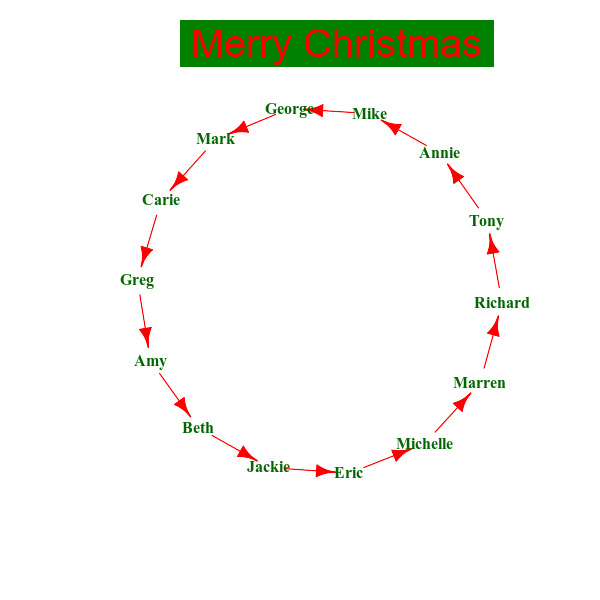 Merry Christmas
George
Mike
Mark
Annie
Carie
Tony
Greg
Richard
Amy
Marren
Beth
Michelle
Jackie
Eric